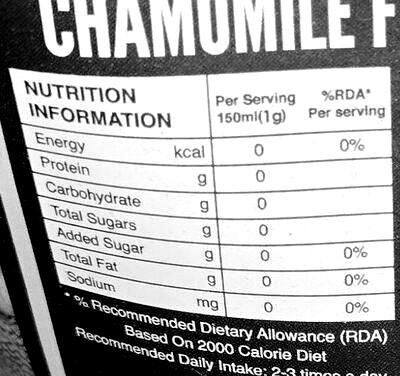 CHAMOMILE F
NUTRITION INFORMATION Per Serving 150ml(1g) %RDA* Per serving
Energy kcal 0 0%
Protein g 0
Carbohydrate g 0
Total Sugars g 0
Added Sugar g 0 0%
Total Fat g 0 0%
Sodium mg 0 0%
* % Recommended Dietary Allowance (RDA)
Based On 2000 Calorie Diet
Recommended Daily Intake: 2-3 times a day